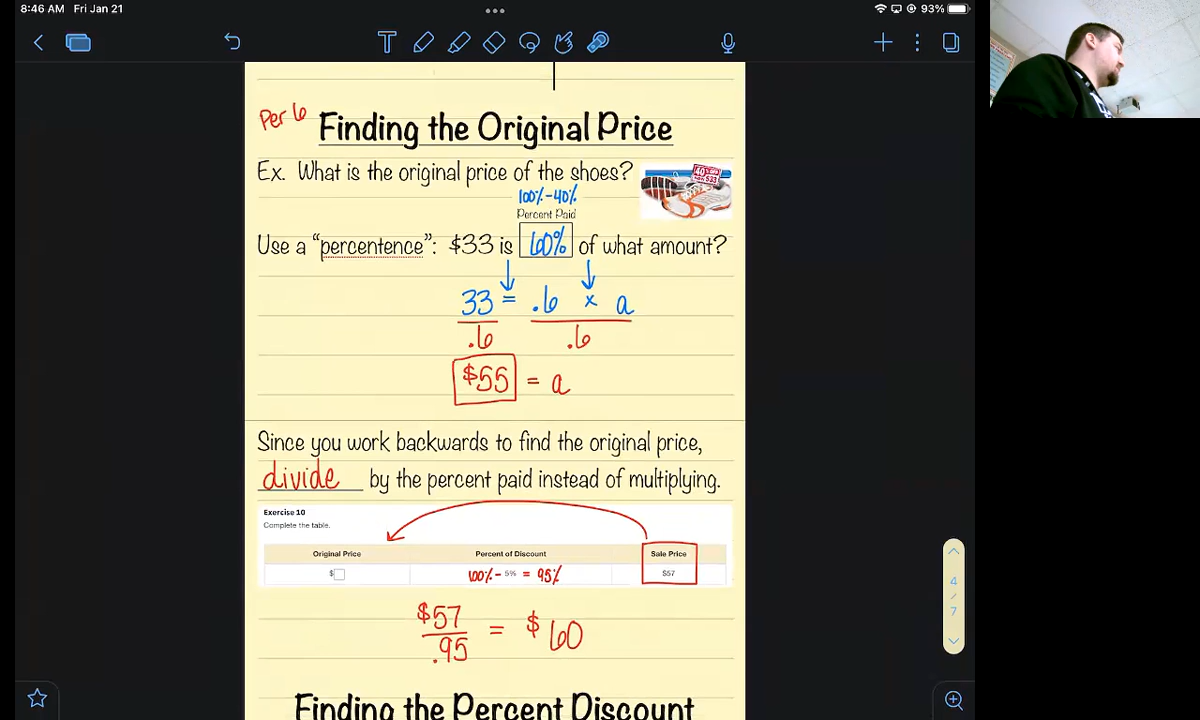 8:46 AM Fri Jan 21
93%
T
Per 6
Finding the Original Price
Ex. What is the original price of the shoes?
40% OFF
100%-40%
Percent Paid
Use a “percentence”: $33 is 60% of what amount?
33 = .6 x a
.6 .6
$55 = a
Since you work backwards to find the original price,
divide by the percent paid instead of multiplying.
Exercise 10
Complete the table.
Original Price Percent of Discount Sale Price
$ 100% - 5% = 95% $57
$57 = $60
.95
4
/
7
Finding the Percent Discount